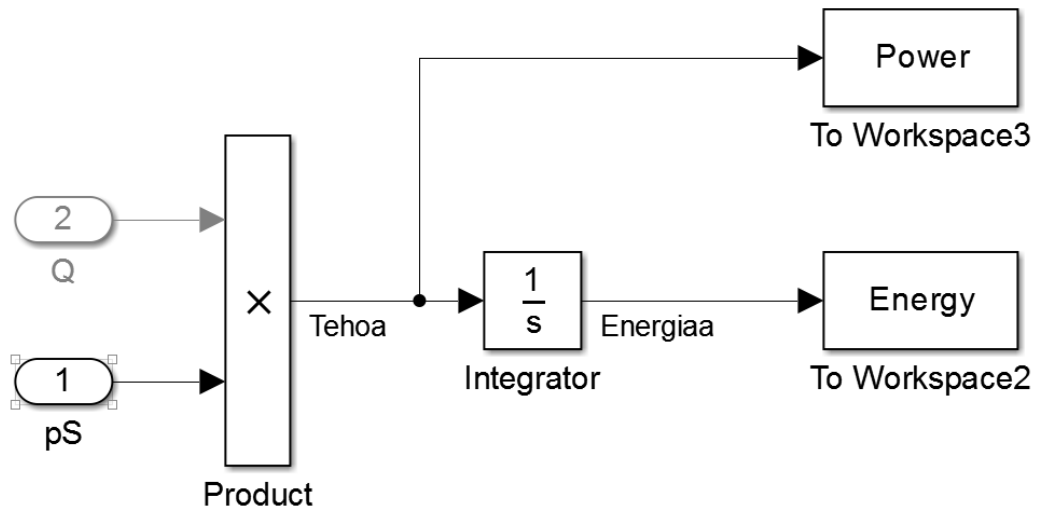 Power
To Workspace3
2
Q
×
Tehoa
1
s
Integrator
Energiaa
Energy
To Workspace2
1
pS
Product